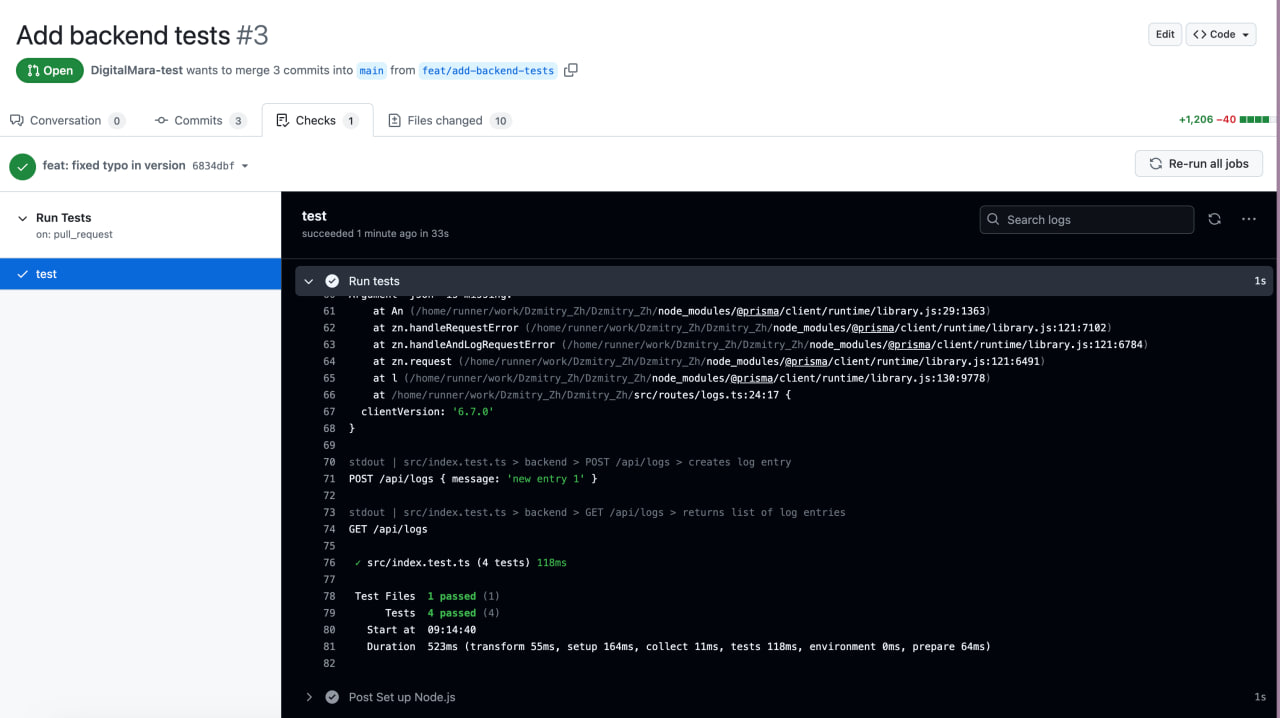 Add backend tests #3
Edit
Code
Open
DigitalMara-test wants to merge 3 commits into main from feat/add-backend-tests
Conversation 0
Commits 3
Checks 1
Files changed 10
+1,206 −40
feat: fixed typo in version 6834dbf
Re-run all jobs
Run Tests
on: pull_request
test
test
succeeded 1 minute ago in 33s
Search logs
Run tests
1s
60 Argument `json` is missing.
61 at An (/home/runner/work/Dzmitry_Zh/Dzmitry_Zh/node_modules/@prisma/client/runtime/library.js:29:1363)
62 at zn.handleRequestError (/home/runner/work/Dzmitry_Zh/Dzmitry_Zh/node_modules/@prisma/client/runtime/library.js:121:7102)
63 at zn.handleAndLogRequestError (/home/runner/work/Dzmitry_Zh/Dzmitry_Zh/node_modules/@prisma/client/runtime/library.js:121:6784)
64 at zn.request (/home/runner/work/Dzmitry_Zh/Dzmitry_Zh/node_modules/@prisma/client/runtime/library.js:121:6491)
65 at l (/home/runner/work/Dzmitry_Zh/Dzmitry_Zh/node_modules/@prisma/client/runtime/library.js:130:9778)
66 at /home/runner/work/Dzmitry_Zh/Dzmitry_Zh/src/routes/logs.ts:24:17 {
67 clientVersion: '6.7.0'
68 }
69
70 stdout | src/index.test.ts > backend > POST /api/logs > creates log entry
71 POST /api/logs { message: 'new entry 1' }
72
73 stdout | src/index.test.ts > backend > GET /api/logs > returns list of log entries
74 GET /api/logs
75
76 ✓ src/index.test.ts (4 tests) 118ms
77
78 Test Files 1 passed (1)
79 Tests 4 passed (4)
80 Start at 09:14:40
81 Duration 523ms (transform 55ms, setup 164ms, collect 11ms, tests 118ms, environment 0ms, prepare 64ms)
82
Post Set up Node.js
1s